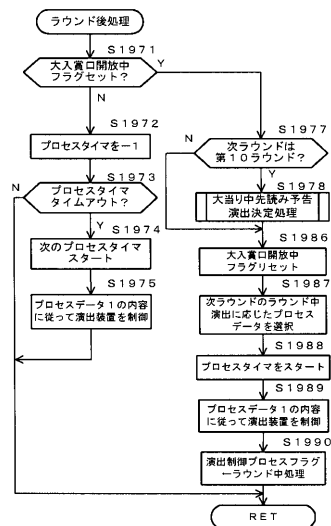 ラウンド後処理
S1971
大入賞口開放中
フラグセット？
Y
N
S1972
プロセスタイマを－1
S1973
N
プロセスタイマ
タイムアウト？
Y
S1974
次のプロセスタイマ
スタート
S1975
プロセスデータ1の内容
に従って演出装置を制御
S1977
N
次ラウンドは
第10ラウンド？
Y
S1978
大当り中先読み予告
演出決定処理
S1986
大入賞口開放中
フラグリセット
S1987
次ラウンドのラウンド中
演出に応じたプロセス
データを選択
S1988
プロセスタイマをスタート
S1989
プロセスデータ1の内容
に従って演出装置を制御
S1990
演出制御プロセスフラグ
ーラウンド中処理
RET